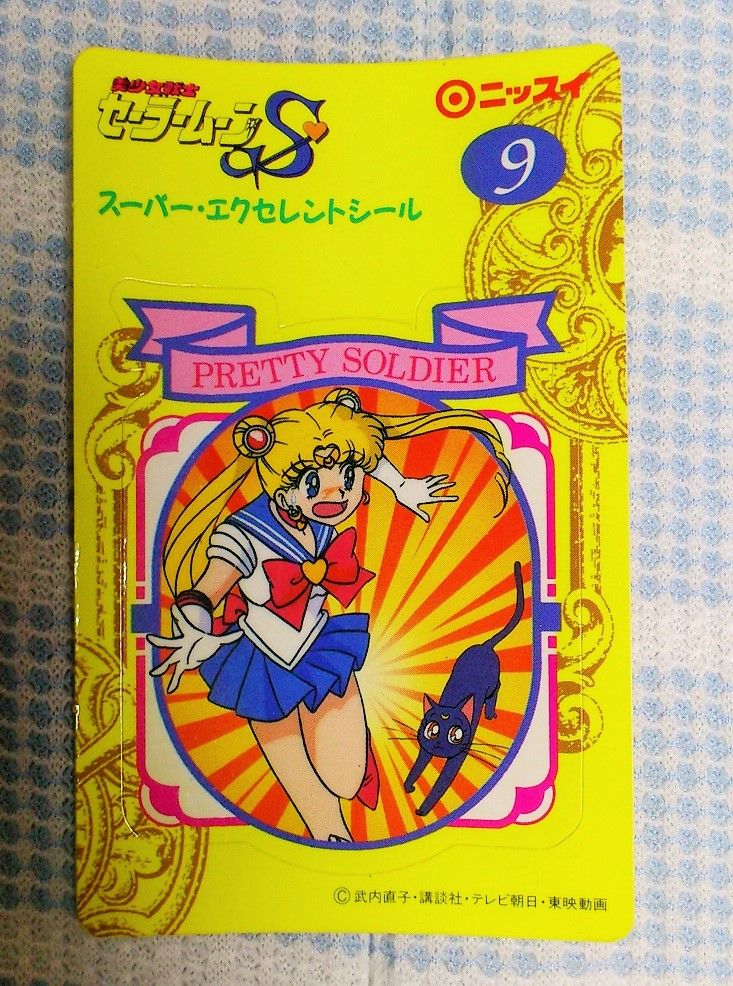 美少女戦士
セーラームーンS
ニッスイ
9
スーパー・エクセレントシール
PRETTY SOLDIER
©武内直子・講談社・テレビ朝日・東映動画